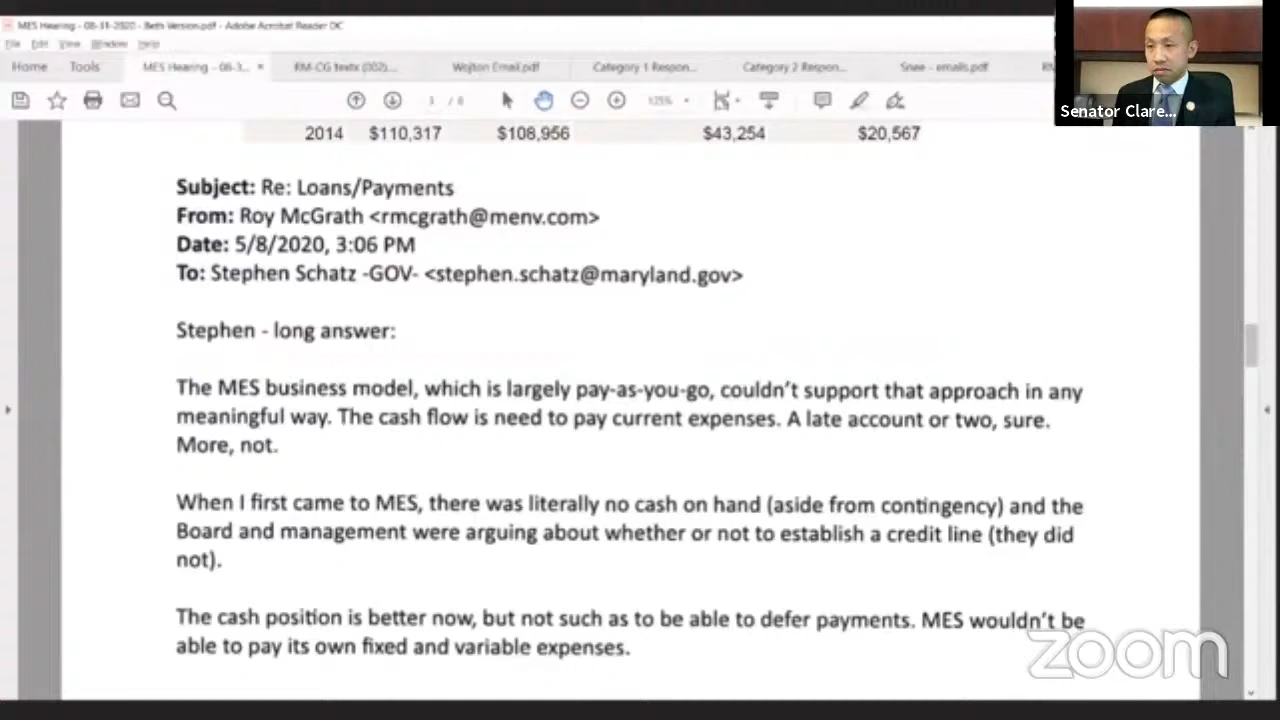 MES Hearing - 08-31-2020 - Beth Version.pdf - Adobe Acrobat Reader DC
File Edit View Window Help
Home Tools MES Hearing - 08-3... × RM-CG texts (002)... Wojton Email.pdf Category 1 Respon... Category 2 Respon... Snee - emails.pdf
125%
Senator Clare...
2014 $110,317 $108,956 $43,254 $20,567
Subject: Re: Loans/Payments
From: Roy McGrath <rmcgrath@menv.com>
Date: 5/8/2020, 3:06 PM
To: Stephen Schatz -GOV- <stephen.schatz@maryland.gov>
Stephen - long answer:
The MES business model, which is largely pay-as-you-go, couldn't support that approach in any
meaningful way. The cash flow is need to pay current expenses. A late account or two, sure.
More, not.
When I first came to MES, there was literally no cash on hand (aside from contingency) and the
Board and management were arguing about whether or not to establish a credit line (they did
not).
The cash position is better now, but not such as to be able to defer payments. MES wouldn't be
able to pay its own fixed and variable expenses.
zoom